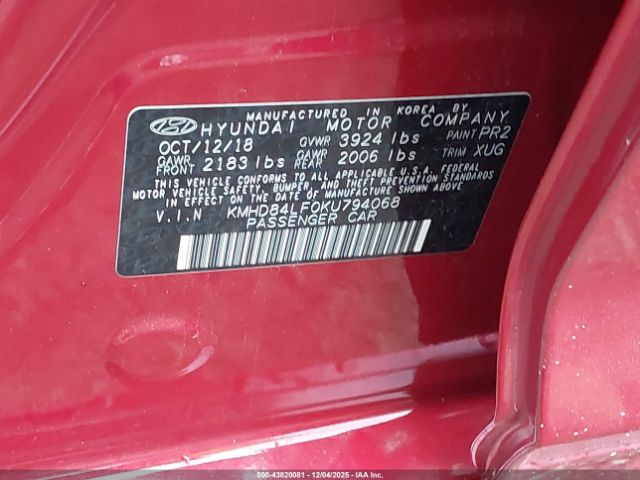 MANUFACTURED IN KOREA BY
HYUNDAI MOTOR COMPANY
OCT/12/18 GVWR 3924 lbs PAINT PR2
GAWR FRONT 2183 lbs GAWR REAR 2006 lbs TRIM XUG
THIS VEHICLE CONFORMS TO ALL APPLICABLE U.S.A. FEDERAL
MOTOR VEHICLE SAFETY, BUMPER, AND THEFT PREVENTION STANDARDS
IN EFFECT ON THE DATE OF MANUFACTURE SHOWN ABOVE.
V.I.N KMHD84LF0KU794068
PASSENGER CAR
000-43820081 - 12/04/2025 - IAAI.COM